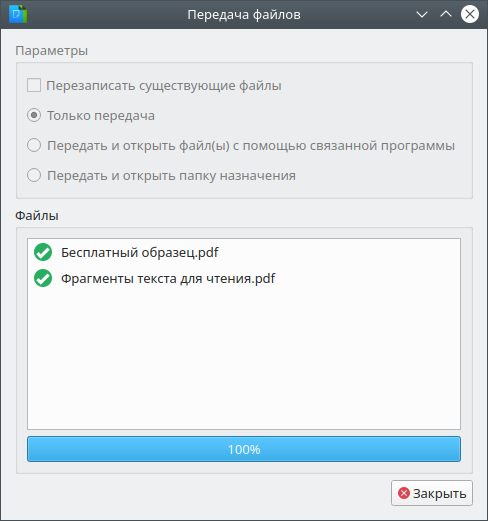 Передача файлов
Параметры
Перезаписать существующие файлы
Только передача
Передать и открыть файл(ы) с помощью связанной программы
Передать и открыть папку назначения
Файлы
Бесплатный образец.pdf
Фрагменты текста для чтения.pdf
100%
Закрыть